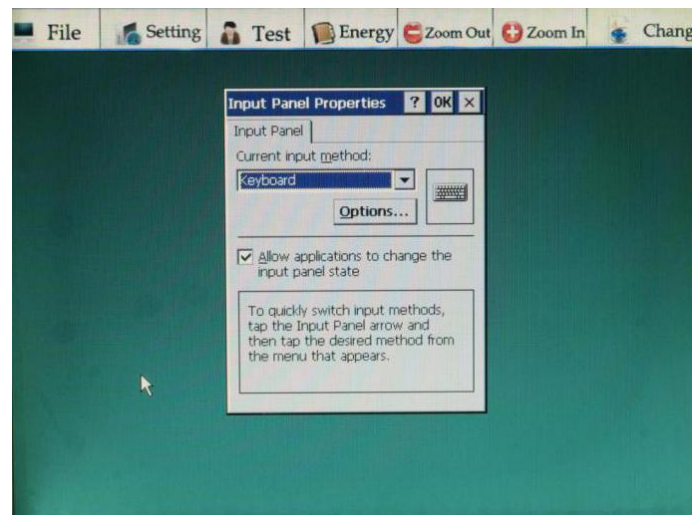 File Setting Test Energy Zoom Out Zoom In Chang
Input Panel Properties ? OK ×
Input Panel
Current input method:
Keyboard
Options...
Allow applications to change the
input panel state
To quickly switch input methods,
tap the Input Panel arrow and
then tap the desired method from
the menu that appears.